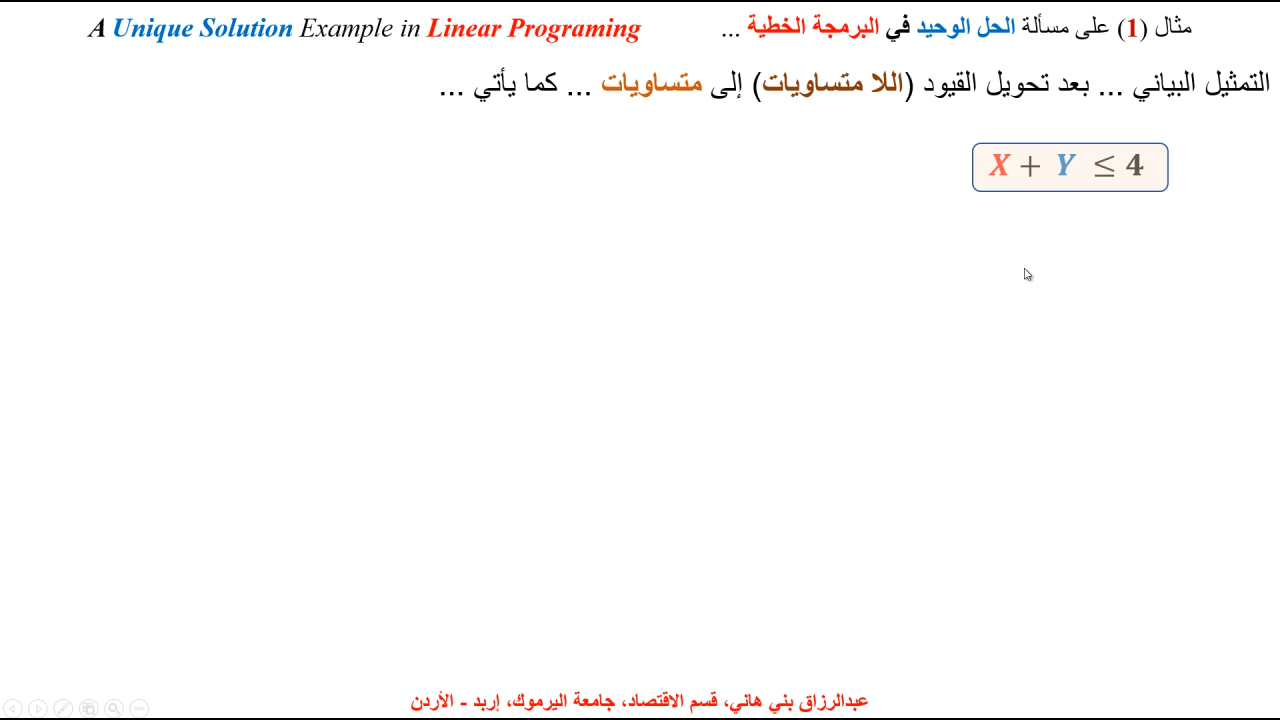 مثال (1) على مسألة الحل الوحيد في البرمجة الخطية ...
A Unique Solution Example in Linear Programing
التمثيل البياني ... بعد تحويل القيود (اللا متساويات) إلى متساويات ... كما يأتي ...
X + Y ≤ 4
عبدالرزاق بني هاني، قسم الاقتصاد، جامعة اليرموك، إربد - الأردن